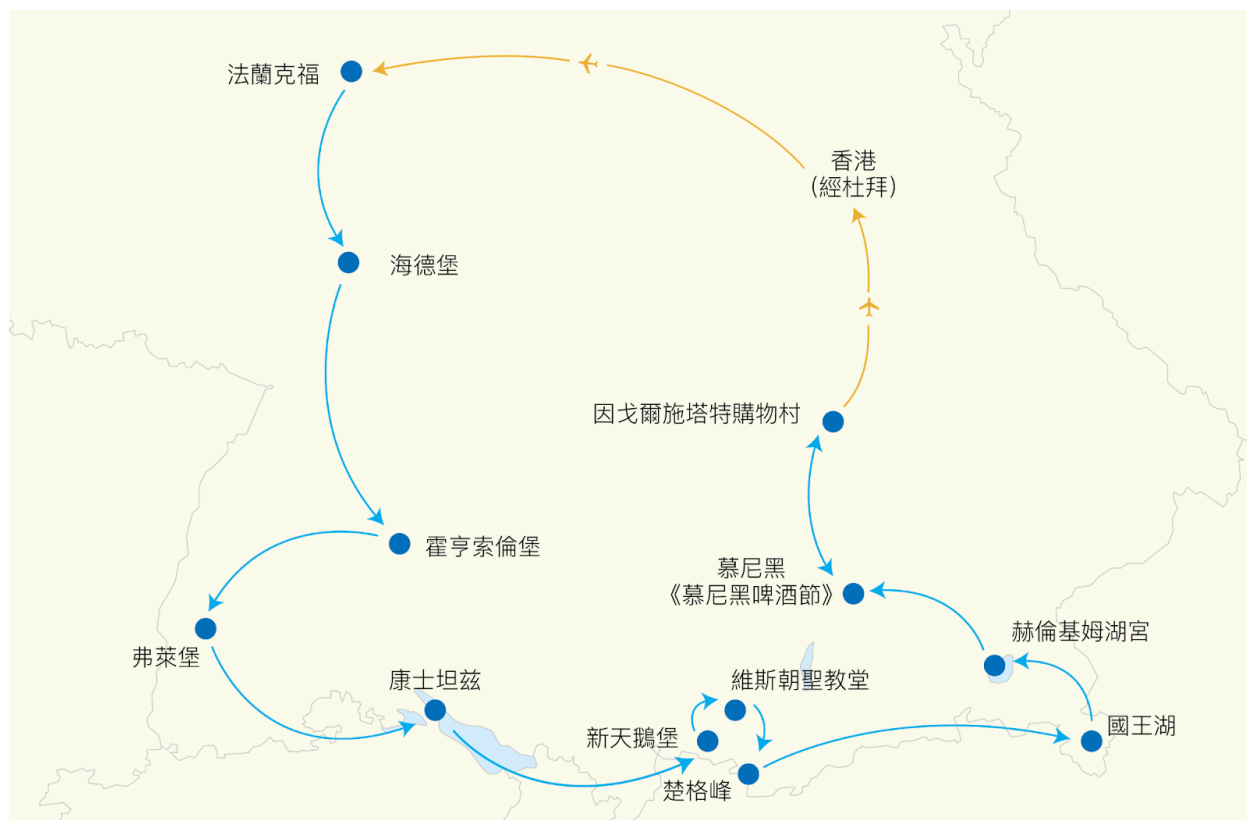 法蘭克福
香港
(經杜拜)
海德堡
因戈爾施塔特購物村
霍亨索倫堡
慕尼黑
《慕尼黑啤酒節》
赫倫基姆湖宮
弗萊堡
康士坦兹
維斯朝聖教堂
新天鵝堡
國王湖
楚格峰